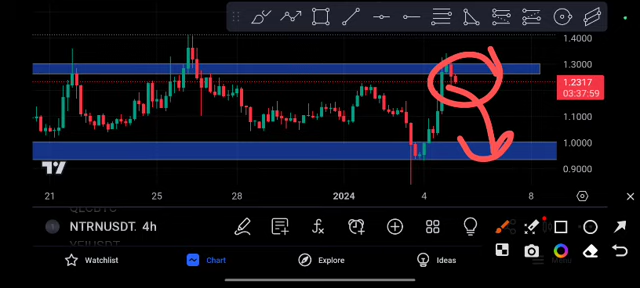 1.4000
1.3000
1.2317
03:37:59
1.1000
1.0000
0.9000
21 25 28 2024 4 8
NTRNUSDT. 4h
Watchlist Chart Explore Ideas